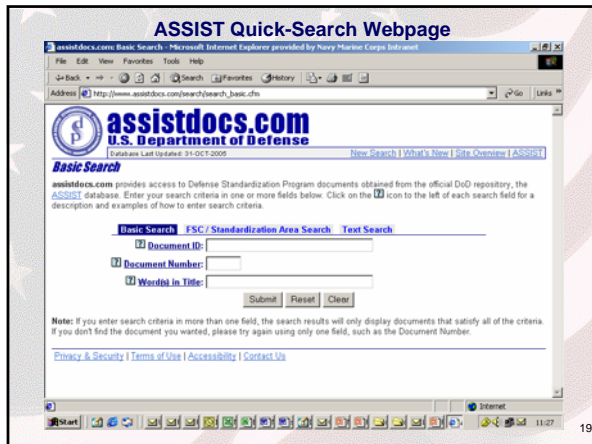 ASSIST Quick-Search Webpage
assistdocs.com: Basic Search - Microsoft Internet Explorer provided by Navy Marine Corps Intranet
File Edit View Favorites Tools Help
Back Search Favorites History
Address http://www.assistdocs.com/search/search_basic.cfm Go Links »
assistdocs.com
U.S. Department of Defense
Database Last Updated: 31-OCT-2005 New Search | What's New | Site Overview | ASSIST
Basic Search
assistdocs.com provides access to Defense Standardization Program documents obtained from the official DoD repository, the
ASSIST database. Enter your search criteria in one or more fields below. Click on the ? icon to the left of each search field for a
description and examples of how to enter search criteria.
Basic Search FSC / Standardization Area Search Text Search
? Document ID:
? Document Number:
? Word(s) in Title:
Submit Reset Clear
Note: If you enter search criteria in more than one field, the search results will only display documents that satisfy all of the criteria.
If you don't find the document you wanted, please try again using only one field, such as the Document Number.
Privacy & Security | Terms of Use | Accessibility | Contact Us
Internet
Start 11:27
19